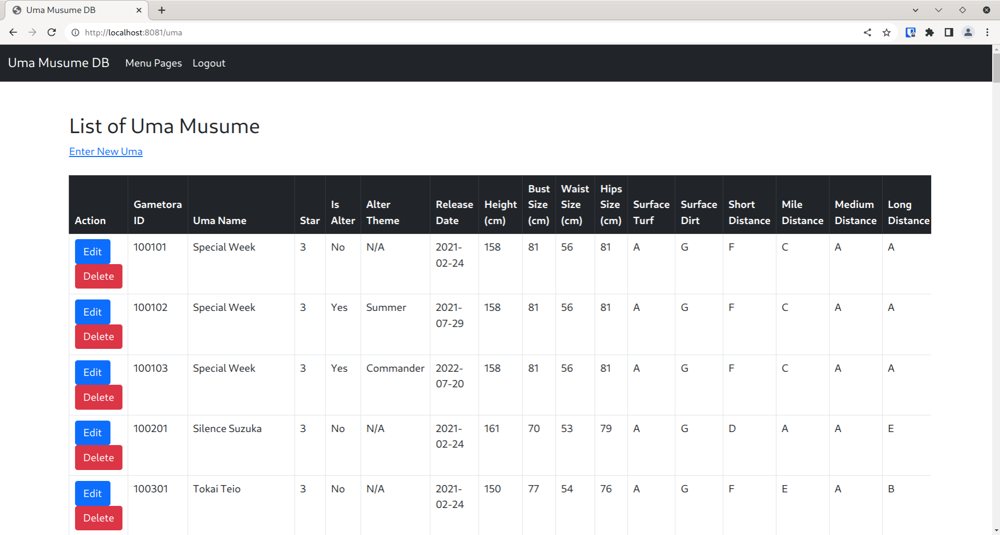 Uma Musume DB
http://localhost:8081/uma
Uma Musume DB Menu Pages Logout
List of Uma Musume
Enter New Uma
Action Gametora ID Uma Name Star Is Alter Alter Theme Release Date Height (cm) Bust Size (cm) Waist Size (cm) Hips Size (cm) Surface Turf Surface Dirt Short Distance Mile Distance Medium Distance Long Distance
Edit Delete 100101 Special Week 3 No N/A 2021-02-24 158 81 56 81 A G F C A A
Edit Delete 100102 Special Week 3 Yes Summer 2021-07-29 158 81 56 81 A G F C A A
Edit Delete 100103 Special Week 3 Yes Commander 2022-07-20 158 81 56 81 A G F C A A
Edit Delete 100201 Silence Suzuka 3 No N/A 2021-02-24 161 70 53 79 A G D A A E
Edit Delete 100301 Tokai Teio 3 No N/A 2021-02-24 150 77 54 76 A G F E A B